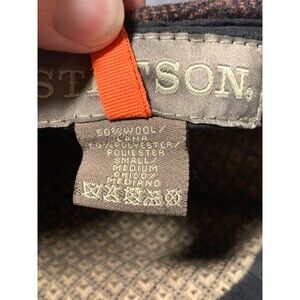 STETSON
50% WOOL/
LANA
50% POLYESTER/
POLIESTER
SMALL/
MEDIUM
CHICO/
MEDIANO